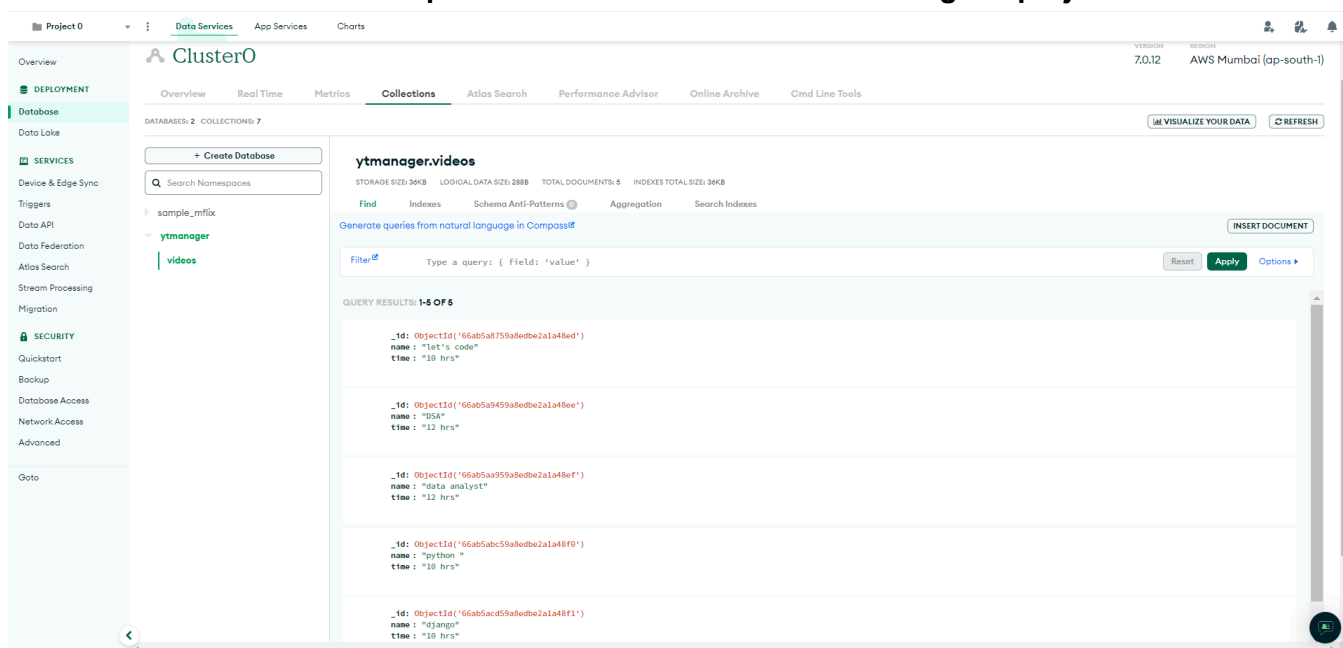 Project 0
Data Services App Services Charts
Overview
DEPLOYMENT
Database
Data Lake
SERVICES
Device & Edge Sync
Triggers
Data API
Data Federation
Atlas Search
Stream Processing
Migration
SECURITY
Quickstart
Backup
Database Access
Network Access
Advanced
Goto
Cluster0
VERSION REGION
7.0.12 AWS Mumbai (ap-south-1)
Overview Real Time Metrics Collections Atlas Search Performance Advisor Online Archive Cmd Line Tools
DATABASES: 2 COLLECTIONS: 7
VISUALIZE YOUR DATA REFRESH
+ Create Database
Search Namespaces
sample_mflix
ytmanager
videos
ytmanager.videos
STORAGE SIZE: 36KB LOGICAL DATA SIZE: 288B TOTAL DOCUMENTS: 5 INDEXES TOTAL SIZE: 36KB
Find Indexes Schema Anti-Patterns 0 Aggregation Search Indexes
Generate queries from natural language in Compass
INSERT DOCUMENT
Filter Type a query: { field: 'value' }
Reset Apply Options
QUERY RESULTS: 1-5 OF 5
_id: ObjectId('66ab5a8759a8edbe2a1a48ed')
name : "let's code"
time : "10 hrs"
_id: ObjectId('66ab5a9459a8edbe2a1a48ee')
name : "DSA"
time : "12 hrs"
_id: ObjectId('66ab5aa959a8edbe2a1a48ef')
name : "data analyst"
time : "12 hrs"
_id: ObjectId('66ab5abc59a8edbe2a1a48f0')
name : "python "
time : "10 hrs"
_id: ObjectId('66ab5acd59a8edbe2a1a48f1')
name : "django"
time : "10 hrs"